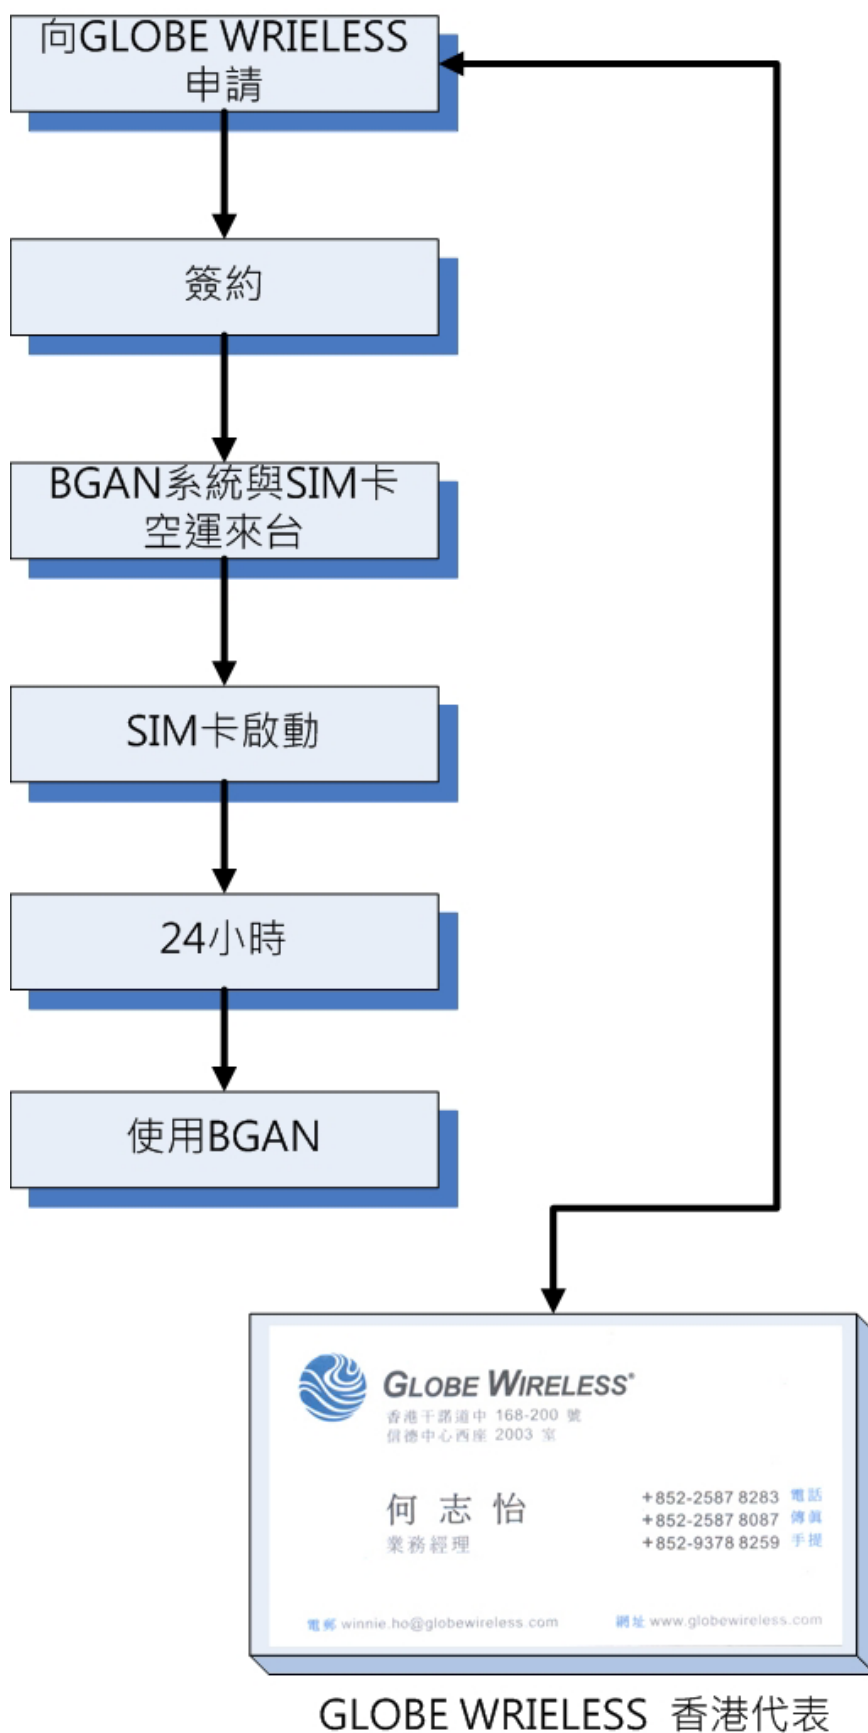 向GLOBE WRIELESS
申請
簽約
BGAN系統與SIM卡
空運來台
SIM卡啟動
24小時
使用BGAN
GLOBE WIRELESS®
香港干諾道中 168-200 號
信德中心西座 2003 室
何志怡
業務經理
+852-2587 8283 電話
+852-2587 8087 傳真
+852-9378 8259 手提
電郵 winnie.ho@globewireless.com 網址 www.globewireless.com
GLOBE WRIELESS 香港代表